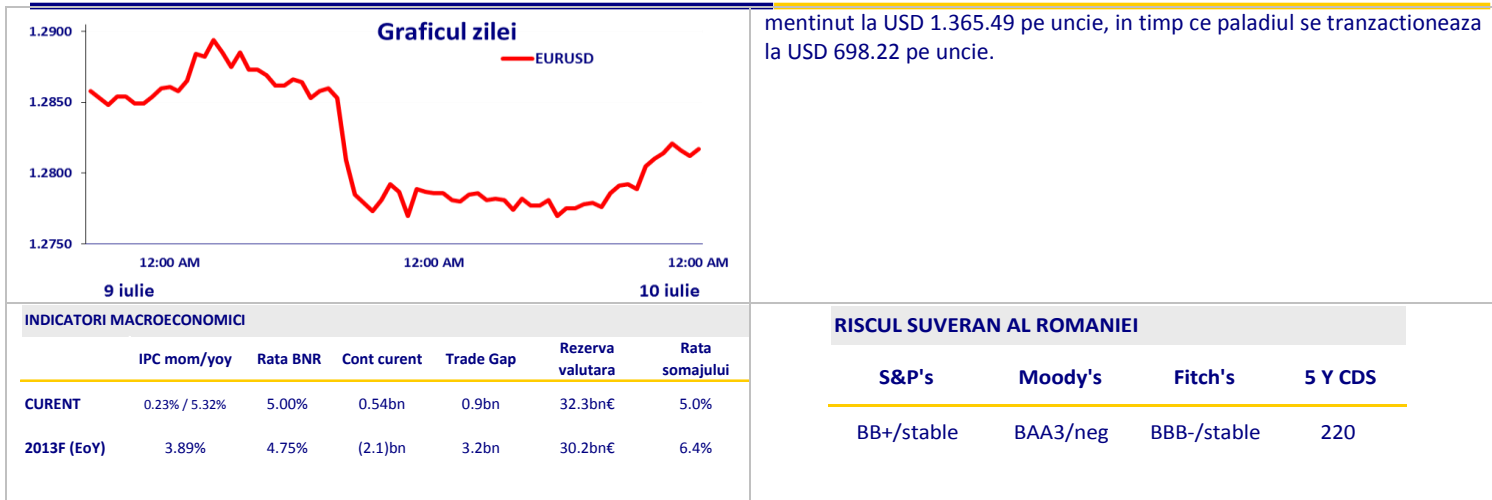 mentinut la USD 1.365.49 pe uncie, in timp ce paladiul se tranzactioneaza
la USD 698.22 pe uncie.
Graficul zilei
EURUSD
1.2900
1.2850
1.2800
1.2750
12:00 AM 12:00 AM 12:00 AM
9 iulie 10 iulie
INDICATORI MACROECONOMICI
IPC mom/yoy Rata BNR Cont curent Trade Gap Rezerva valutara Rata somajului
CURENT 0.23% / 5.32% 5.00% 0.54bn 0.9bn 32.3bn€ 5.0%
2013F (EoY) 3.89% 4.75% (2.1)bn 3.2bn 30.2bn€ 6.4%
RISCUL SUVERAN AL ROMANIEI
S&P's Moody's Fitch's 5 Y CDS
BB+/stable BAA3/neg BBB-/stable 220